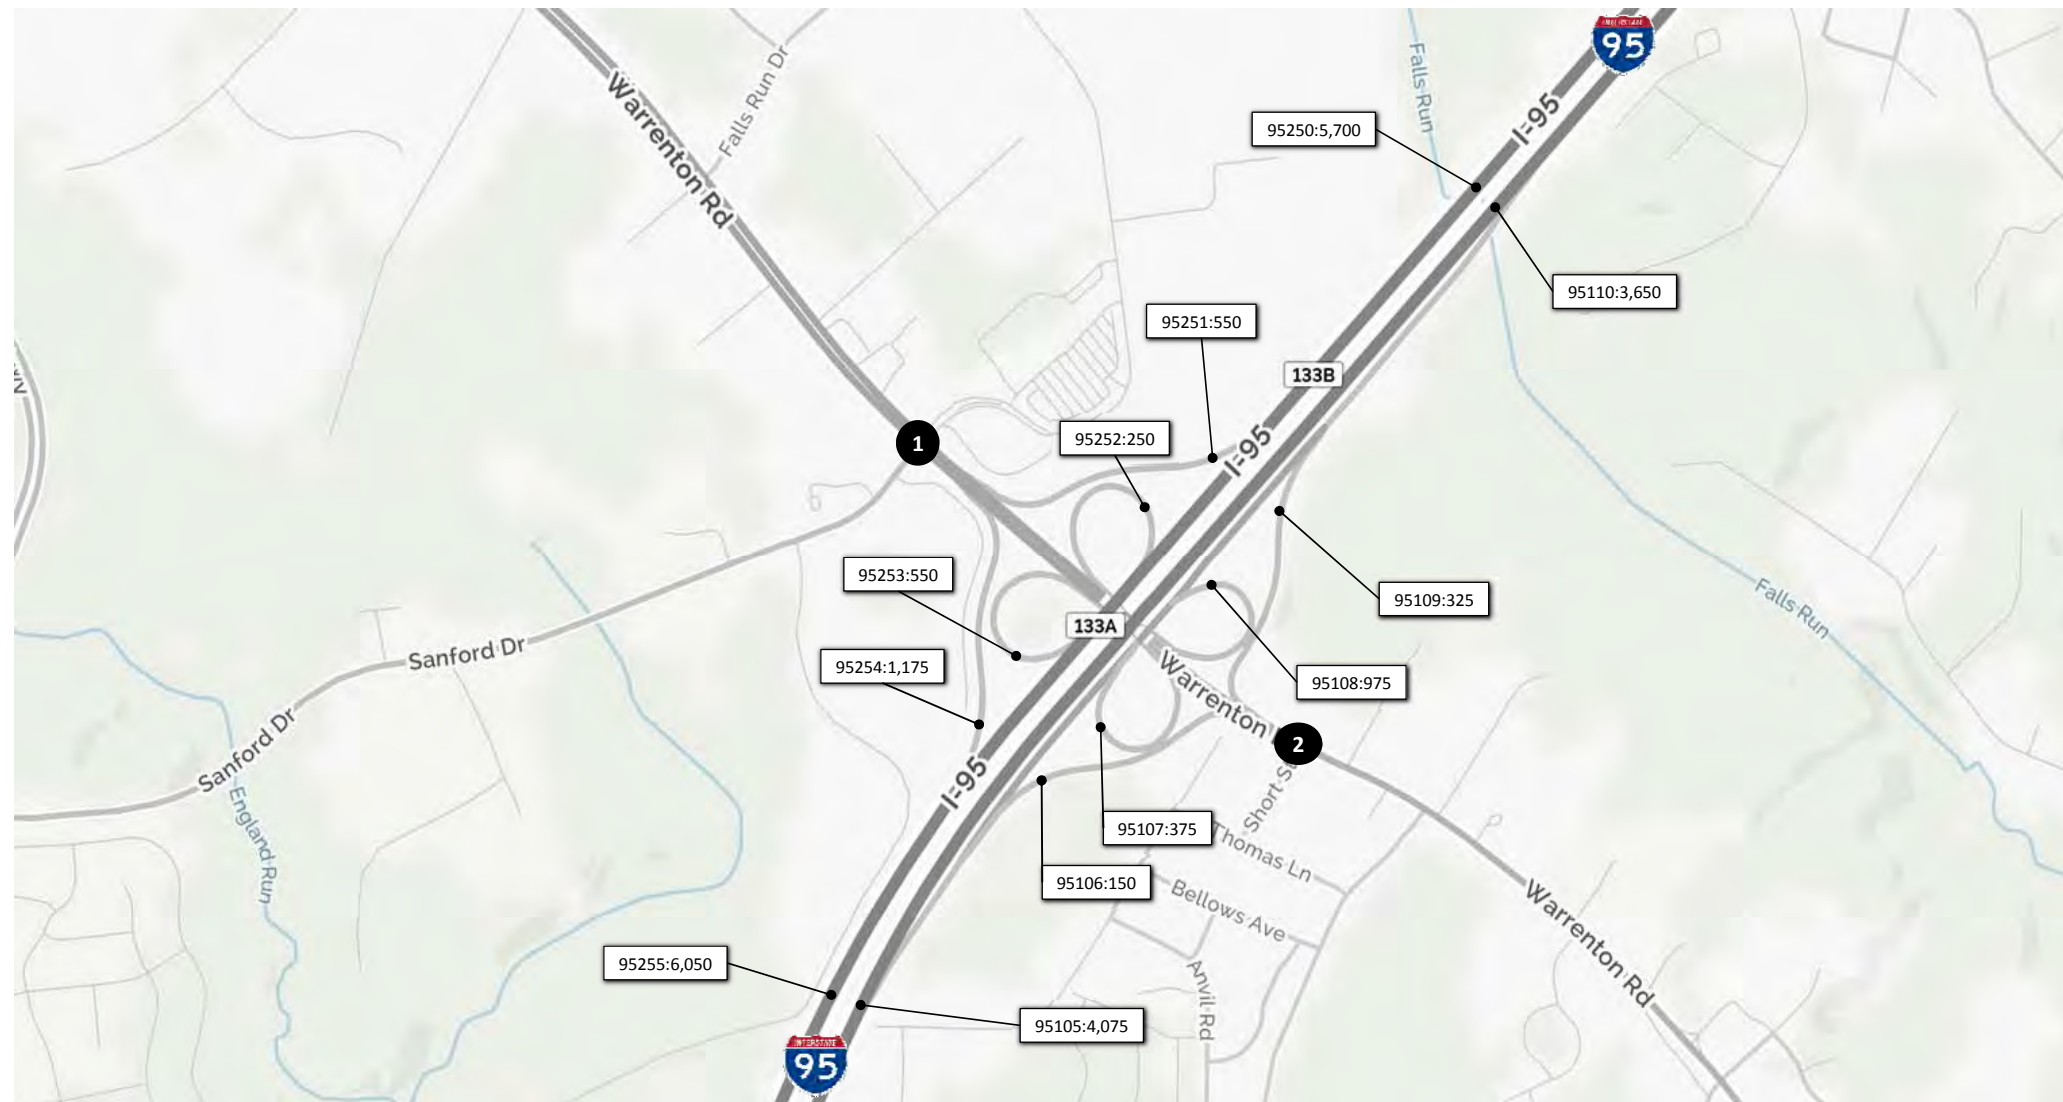 INTERSTATE
95
Falls Run Dr
Falls Run
Warrenton Rd
I-95
95250:5,700
95110:3,650
95251:550
133B
1
95252:250
I-95
95253:550
133A
95109:325
Falls Run
Sanford Dr
95254:1,175
Warrenton
95108:975
2
Sanford Dr
I-95
Short St
England Run
95107:375
Thomas Ln
95106:150
Bellows Ave
Warrenton Rd
95255:6,050
Anvil Rd
95105:4,075
INTERSTATE
95